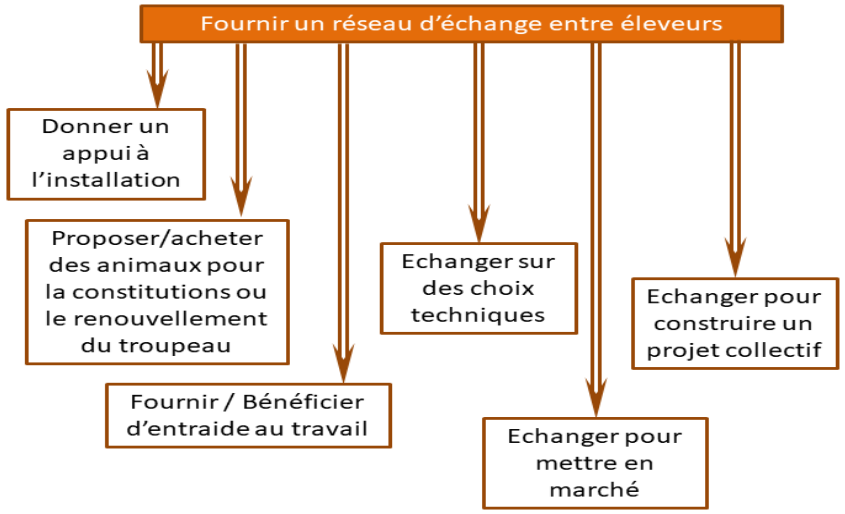 Fournir un réseau d’échange entre éleveurs
Donner un
appui à
l’installation
Proposer/acheter
des animaux pour
la constitutions ou
le renouvellement
du troupeau
Fournir / Bénéficier
d’entraide au travail
Echanger sur
des choix
techniques
Echanger pour
mettre en
marché
Echanger pour
construire un
projet collectif